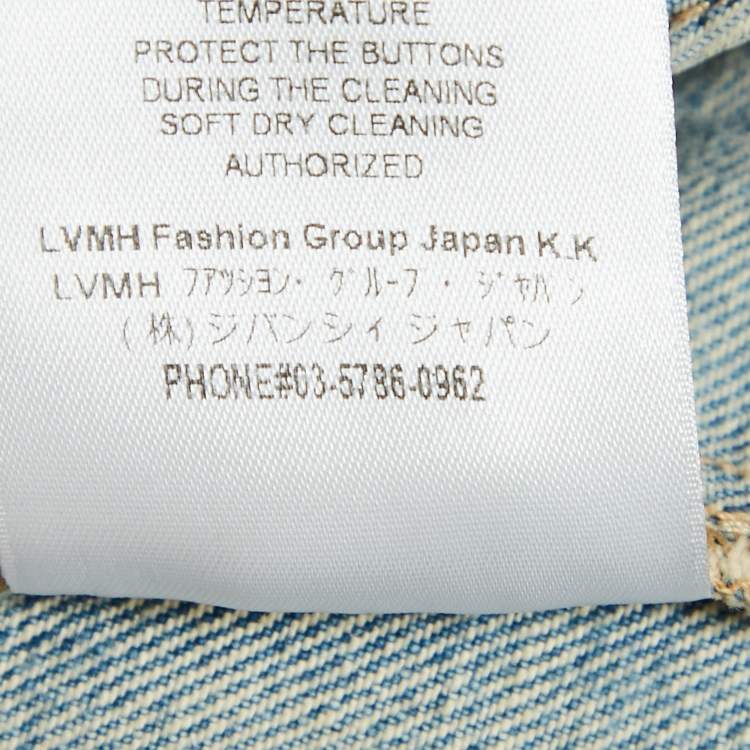 TEMPERATURE
PROTECT THE BUTTONS
DURING THE CLEANING
SOFT DRY CLEANING
AUTHORIZED
LVMH Fashion Group Japan K.K
LVMH ファッション・グループ・ジャパン
(株)ジバンシィ ジャパン
PHONE#03-5786-0962